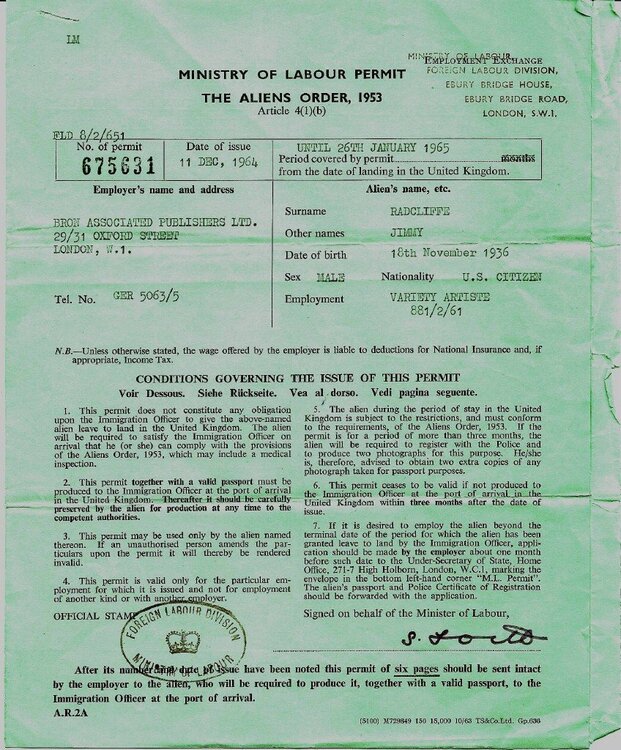 LM
MINISTRY OF LABOUR
EMPLOYMENT EXCHANGE
FOREIGN LABOUR DIVISION,
EBURY BRIDGE HOUSE,
EBURY BRIDGE ROAD,
LONDON, S.W.1.
MINISTRY OF LABOUR PERMIT
THE ALIENS ORDER, 1953
Article 4(1)(b)
FLD 8/2/651
No. of permit
675631
Date of issue
11 DEC, 1964
UNTIL 26TH JANUARY 1965
Period covered by permit months
from the date of landing in the United Kingdom.
Employer's name and address
BRON ASSOCIATED PUBLISHERS LTD.
29/31 OXFORD STREET
LONDON, W.1.
Tel. No. GER 5063/5
Alien's name, etc.
Surname RADCLIFFE
Other names JIMMY
Date of birth 18th November 1936
Sex MALE Nationality U.S. CITIZEN
Employment VARIETY ARTISTE
881/2/61
N.B.—Unless otherwise stated, the wage offered by the employer is liable to deductions for National Insurance and, if
appropriate, Income Tax.
CONDITIONS GOVERNING THE ISSUE OF THIS PERMIT
Voir Dessous. Siehe Rückseite. Vea al dorso. Vedi pagina seguente.
1. This permit does not constitute any obligation
upon the Immigration Officer to give the above-named
alien leave to land in the United Kingdom. The alien
will be required to satisfy the Immigration Officer on
arrival that he (or she) can comply with the provisions
of the Aliens Order, 1953, which may include a medical
inspection.
2. This permit together with a valid passport must be
produced to the Immigration Officer at the port of arrival
in the United Kingdom. Thereafter it should be carefully
preserved by the alien for production at any time to the
competent authorities.
3. This permit may be used only by the alien named
thereon. If an unauthorised person amends the par-
ticulars upon the permit it will thereby be rendered
invalid.
4. This permit is valid only for the particular em-
ployment for which it is issued and not for employment
of another kind or with another employer.
OFFICIAL STAMP
FOREIGN LABOUR DIVISION
MINISTRY OF LABOUR
5. The alien during the period of stay in the United
Kingdom is subject to the restrictions, and must conform
to the requirements, of the Aliens Order, 1953. If the
permit is for a period of more than three months, the
alien will be required to register with the Police and
to produce two photographs for this purpose. He/she
is, therefore, advised to obtain two extra copies of any
photograph taken for passport purposes.
6. This permit ceases to be valid if not produced to
the Immigration Officer at the port of arrival in the
United Kingdom within three months after the date of
issue.
7. If it is desired to employ the alien beyond the
terminal date of the period for which the alien has been
granted leave to land by the Immigration Officer, appli-
cation should be made by the employer about one month
before such date to the Under-Secretary of State, Home
Office, 271-7 High Holborn, London, W.C.1, marking the
envelope in the bottom left-hand corner "M.L. Permit".
The alien's passport and Police Certificate of Registration
should be forwarded with the application.
Signed on behalf of the Minister of Labour,
After its number and date of issue have been noted this permit of six pages should be sent intact
by the employer to the alien, who will be required to produce it, together with a valid passport, to the
Immigration Officer at the port of arrival.
A.R.2A
(5100) M729849 150 15,000 10/63 TS&Co.Ltd. Gp.636